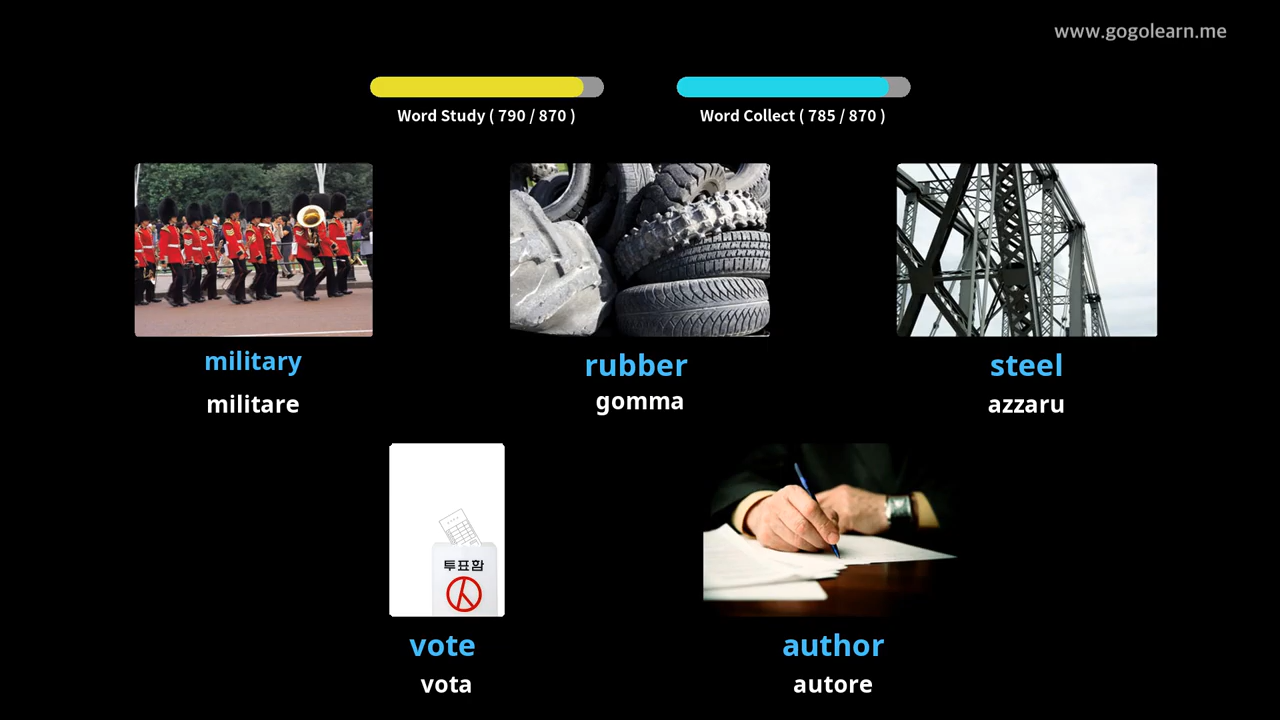 www.gogolearn.me
Word Study ( 790 / 870 )
Word Collect ( 785 / 870 )
military
militare
rubber
gomma
steel
azzaru
투표함
vote
vota
author
autore